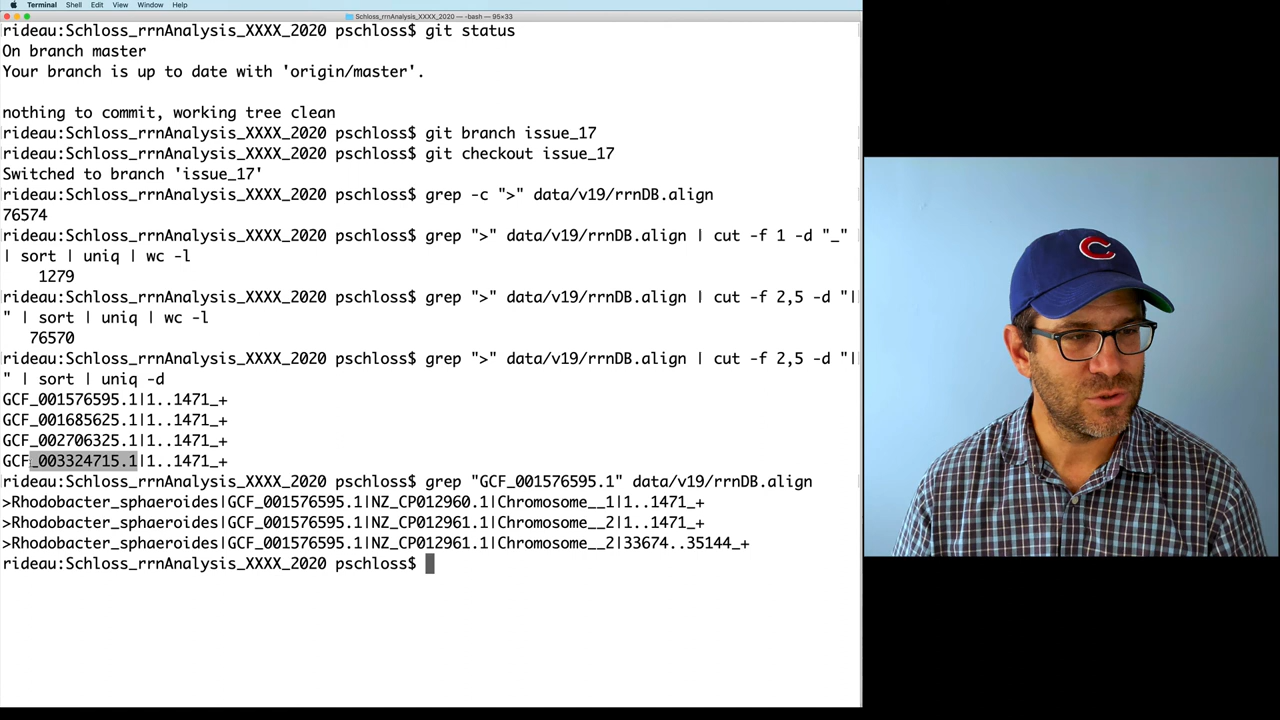 Terminal Shell Edit View Window Help
Schloss_rrnAnalysis_XXXX_2020 — -bash — 95×33
rideau:Schloss_rrnAnalysis_XXXX_2020 pschloss$ git status
On branch master
Your branch is up to date with 'origin/master'.
nothing to commit, working tree clean
rideau:Schloss_rrnAnalysis_XXXX_2020 pschloss$ git branch issue_17
rideau:Schloss_rrnAnalysis_XXXX_2020 pschloss$ git checkout issue_17
Switched to branch 'issue_17'
rideau:Schloss_rrnAnalysis_XXXX_2020 pschloss$ grep -c ">" data/v19/rrnDB.align
76574
rideau:Schloss_rrnAnalysis_XXXX_2020 pschloss$ grep ">" data/v19/rrnDB.align | cut -f 1 -d "_"
| sort | uniq | wc -l
1279
rideau:Schloss_rrnAnalysis_XXXX_2020 pschloss$ grep ">" data/v19/rrnDB.align | cut -f 2,5 -d "|
" | sort | uniq | wc -l
76570
rideau:Schloss_rrnAnalysis_XXXX_2020 pschloss$ grep ">" data/v19/rrnDB.align | cut -f 2,5 -d "|
" | sort | uniq -d
GCF_001576595.1|1..1471_+
GCF_001685625.1|1..1471_+
GCF_002706325.1|1..1471_+
GCF_003324715.1|1..1471_+
rideau:Schloss_rrnAnalysis_XXXX_2020 pschloss$ grep "GCF_001576595.1" data/v19/rrnDB.align
>Rhodobacter_sphaeroides|GCF_001576595.1|NZ_CP012960.1|Chromosome__1|1..1471_+
>Rhodobacter_sphaeroides|GCF_001576595.1|NZ_CP012961.1|Chromosome__2|1..1471_+
>Rhodobacter_sphaeroides|GCF_001576595.1|NZ_CP012961.1|Chromosome__2|33674..35144_+
rideau:Schloss_rrnAnalysis_XXXX_2020 pschloss$
C